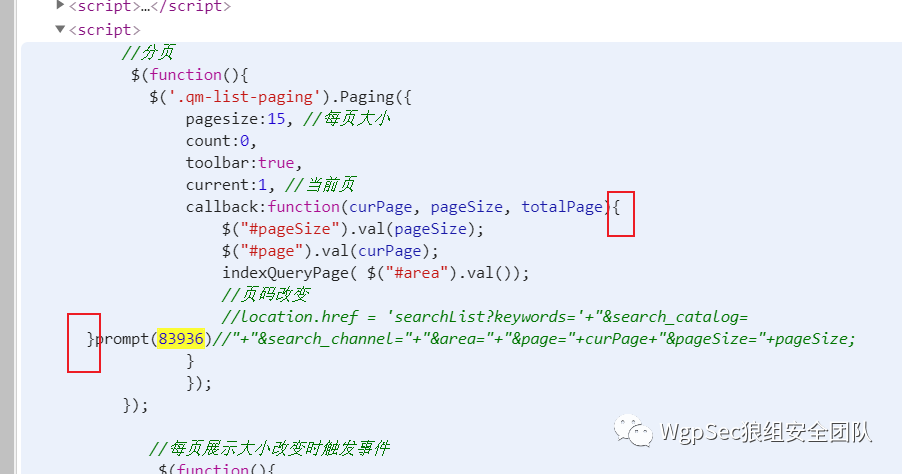 <script>…</script>
<script>
//分页
$(function(){
$('.qm-list-paging').Paging({
pagesize:15, //每页大小
count:0,
toolbar:true,
current:1, //当前页
callback:function(curPage, pageSize, totalPage){
$("#pageSize").val(pageSize);
$("#page").val(curPage);
indexQueryPage( $("#area").val());
//页码改变
//location.href = 'searchList?keywords='+"&search_catalog=
}prompt(83936)//"+"&search_channel="+"&area="+"&page="+curPage+"&pageSize="+pageSize;
}
});
});
//每页展示大小改变时触发事件
$(function(){
WgpSec狼组安全团队